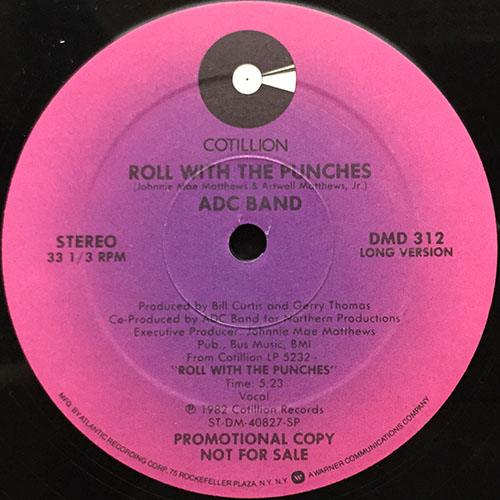 COTILLION
ROLL WITH THE PUNCHES
(Johnnie Mae Matthews & Artwell Matthews, Jr.)
ADC BAND
STEREO
33 1/3 RPM
DMD 312
LONG VERSION
Produced by Bill Curtis and Gerry Thomas
Co-Produced by ADC Band for Northern Productions
Executive Producer: Johnnie Mae Matthews
Pub., Bus Music, BMI
From Cotillion LP 5232 -
"ROLL WITH THE PUNCHES"
Time: 5:23
Vocal
℗ 1982 Cotillion Records
ST-DM-40827-SP
PROMOTIONAL COPY
NOT FOR SALE
MFG. BY ATLANTIC RECORDING CORP. 75 ROCKEFELLER PLAZA, N.Y. N.Y. A WARNER COMMUNICATIONS COMPANY